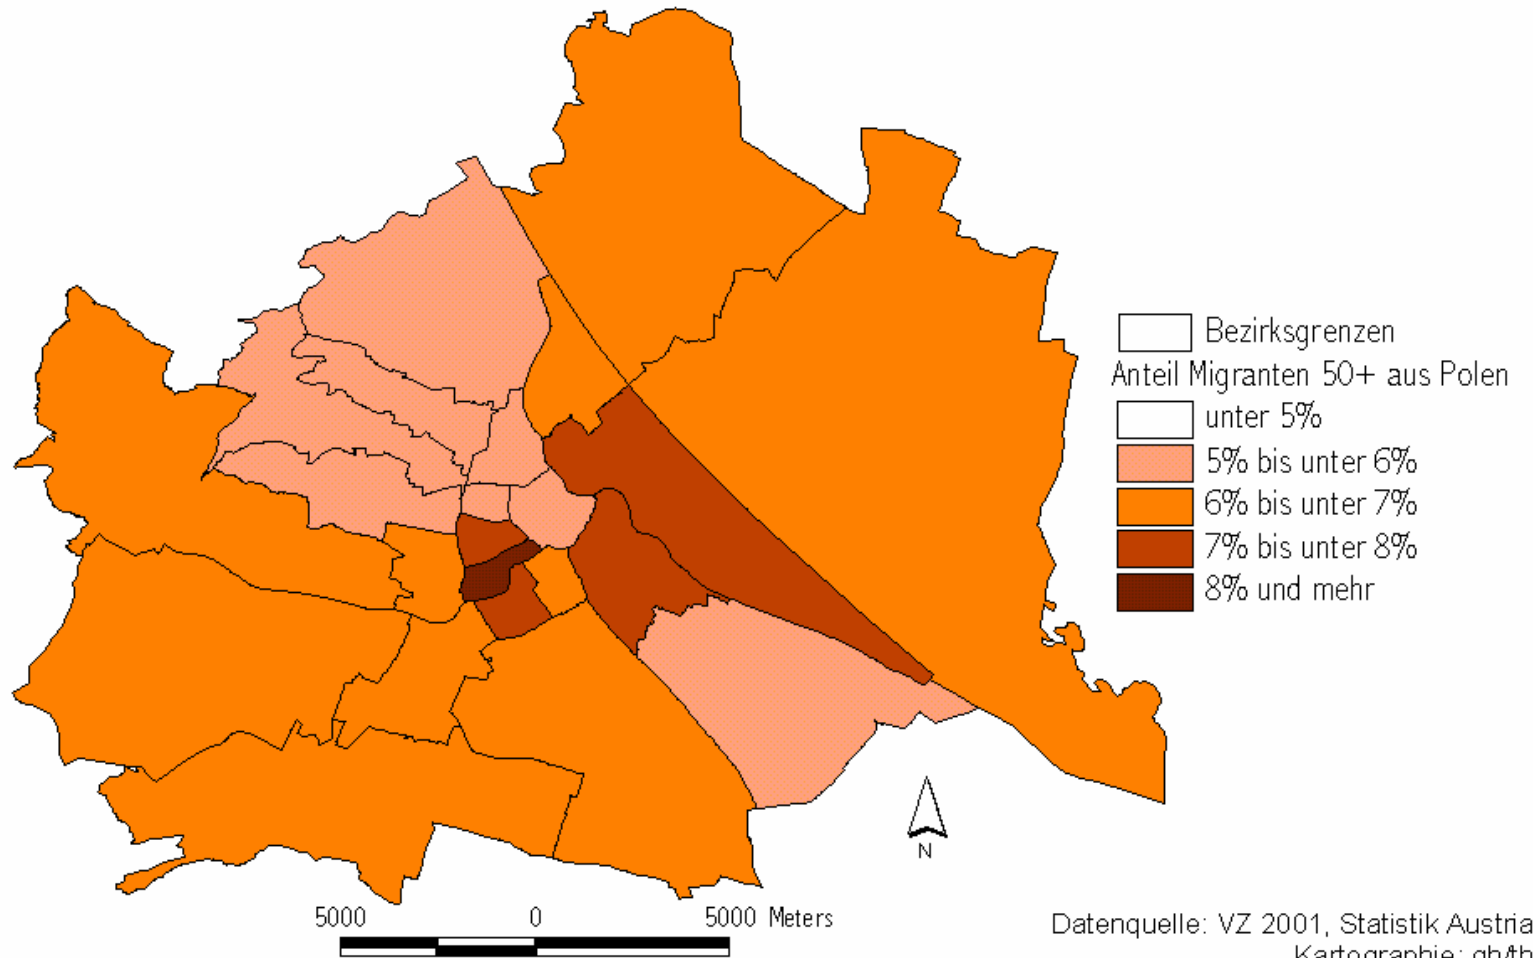 Bezirksgrenzen
Anteil Migranten 50+ aus Polen
unter 5%
5% bis unter 6%
6% bis unter 7%
7% bis unter 8%
8% und mehr
N
5000 0 5000 Meters
Datenquelle: VZ 2001, Statistik Austria
Kartographie: